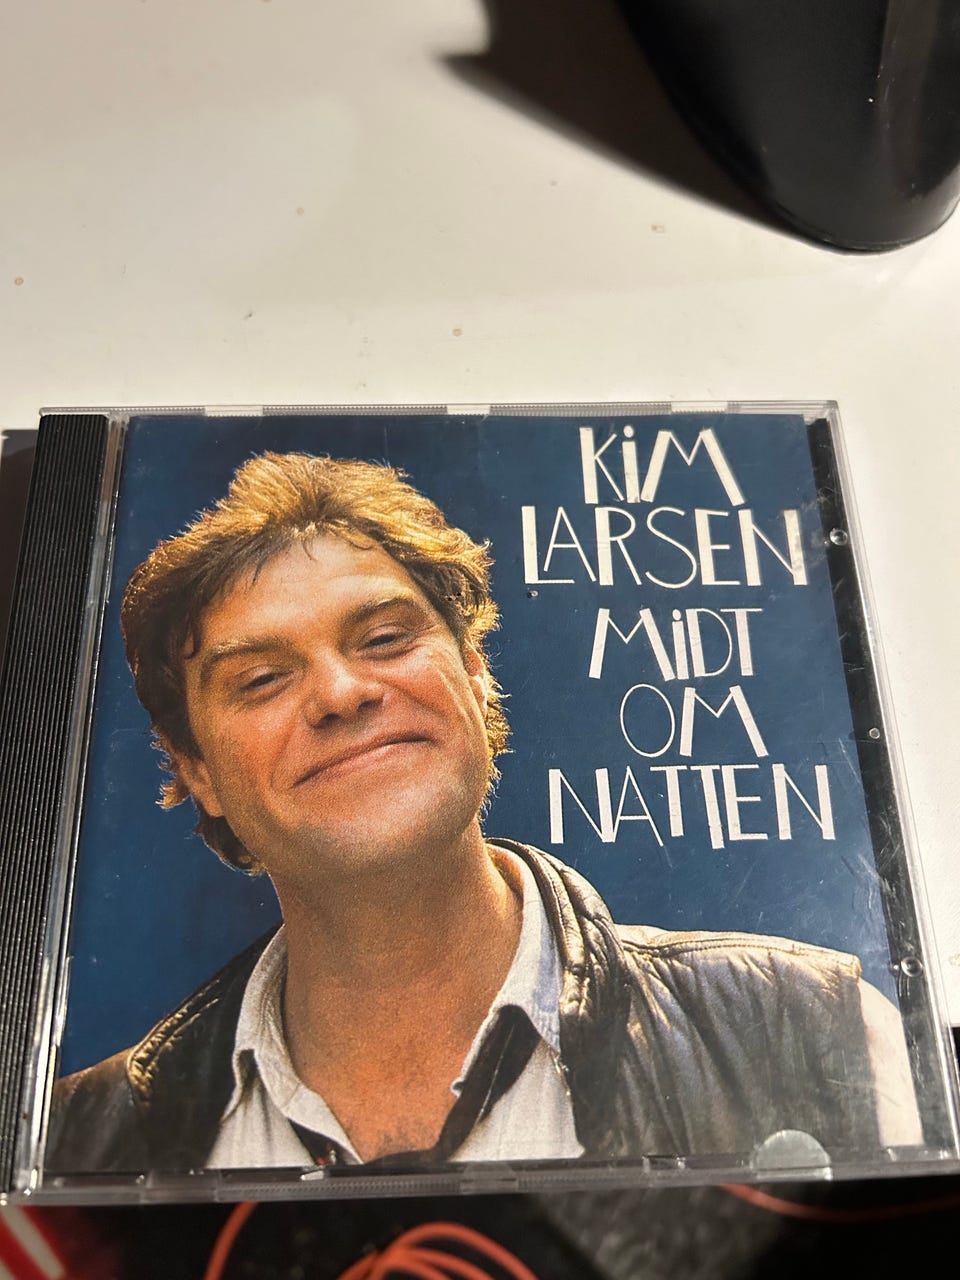 KiM
LARSEN
MiDT
OM
NATTEN